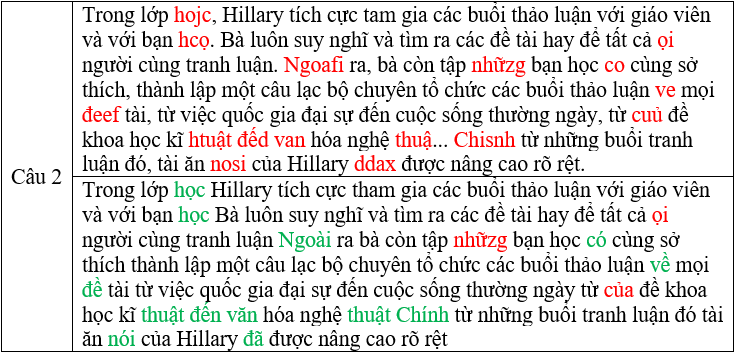 Câu 2
Trong lớp hojc, Hillary tích cực tam gia các buổi thảo luận với giáo viên
và với bạn hcọ. Bà luôn suy nghĩ và tìm ra các đề tài hay để tất cả ọi
người cùng tranh luận. Ngoafi ra, bà còn tập nhữzg bạn học co cùng sở
thích, thành lập một câu lạc bộ chuyên tổ chức các buổi thảo luận ve mọi
đeef tài, từ việc quốc gia đại sự đến cuộc sống thường ngày, từ cuủ đề
khoa học kĩ htuật đếd van hóa nghệ thuậ... Chisnh từ những buổi tranh
luận đó, tài ăn nosi của Hillary ddax được nâng cao rõ rệt.
Trong lớp học Hillary tích cực tham gia các buổi thảo luận với giáo viên
và với bạn học Bà luôn suy nghĩ và tìm ra các đề tài hay để tất cả ọi
người cùng tranh luận Ngoài ra bà còn tập nhữzg bạn học có cùng sở
thích thành lập một câu lạc bộ chuyên tổ chức các buổi thảo luận về mọi
đề tài từ việc quốc gia đại sự đến cuộc sống thường ngày từ của đề khoa
học kĩ thuật đến văn hóa nghệ thuật Chính từ những buổi tranh luận đó tài
ăn nói của Hillary đã được nâng cao rõ rệt